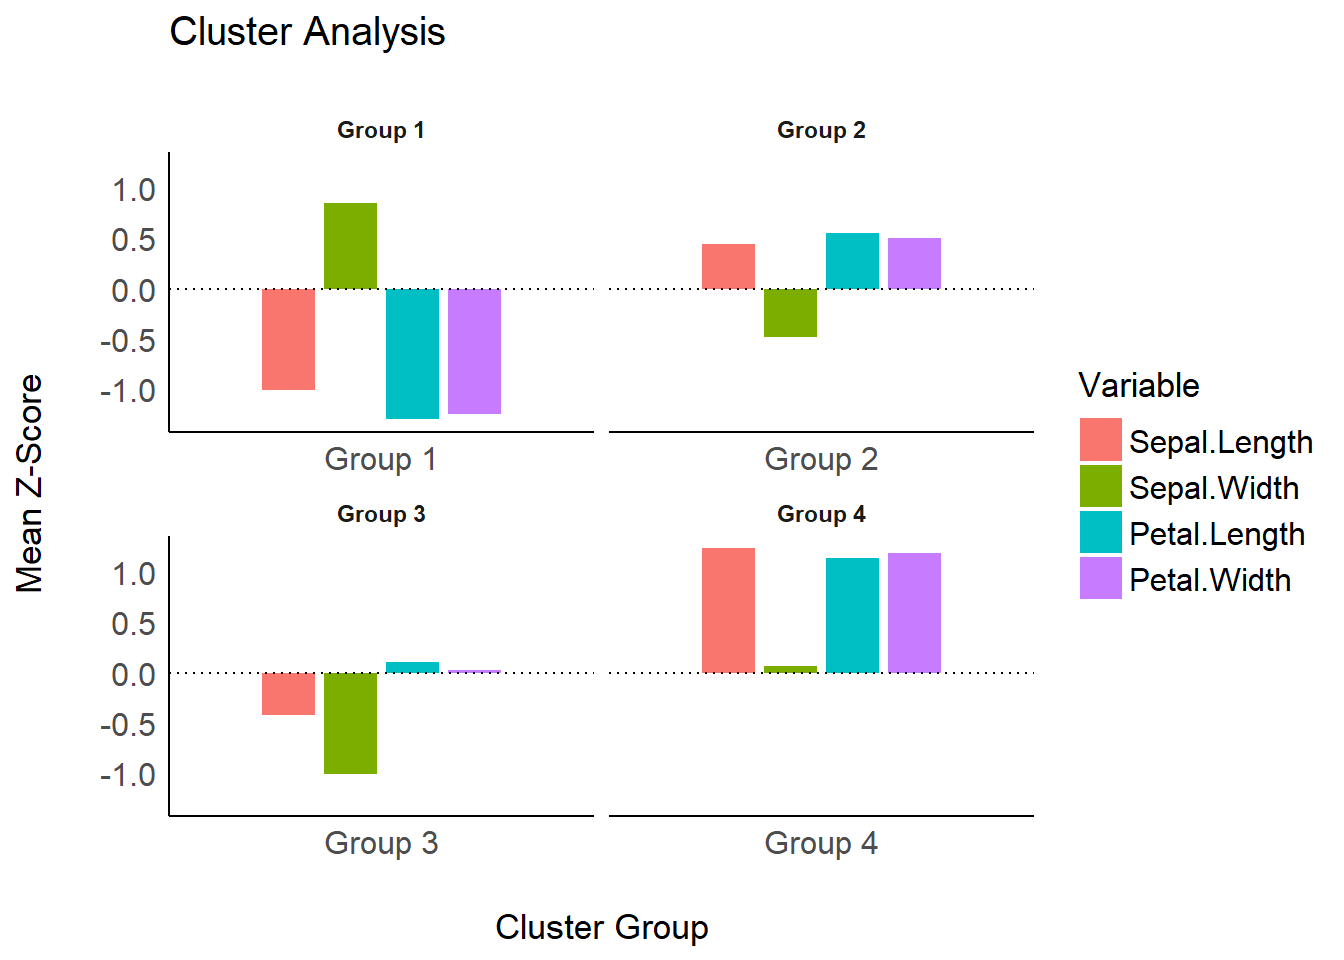 Cluster Analysis
Group 1
Group 2
1.0
0.5
0.0
-0.5
-1.0
Group 1
Group 2
Group 3
Group 4
1.0
0.5
0.0
-0.5
-1.0
Group 3
Group 4
Mean Z-Score
Cluster Group
Variable
Sepal.Length
Sepal.Width
Petal.Length
Petal.Width